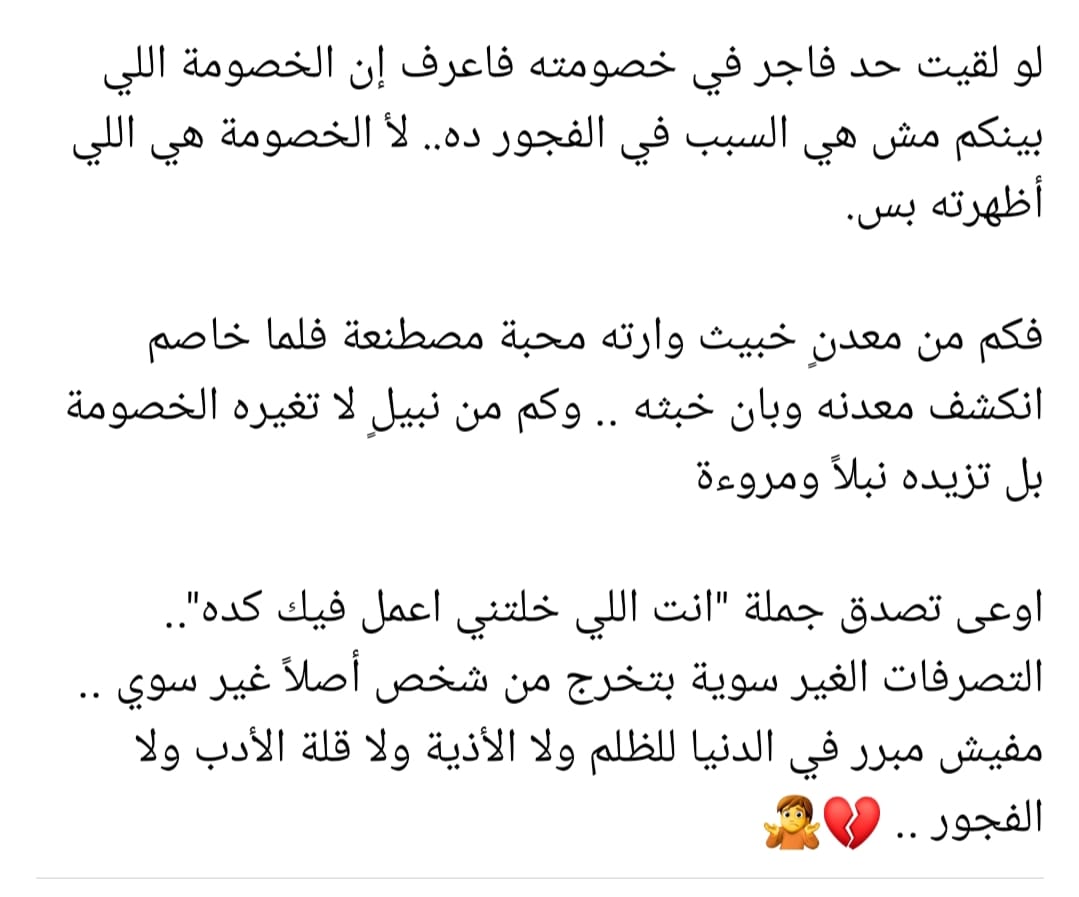 لو لقيت حد فاجر في خصومته فاعرف إن الخصومة اللي
بينكم مش هي السبب في الفجور ده.. لأ الخصومة هي اللي
أظهرته بس.
فكم من معدنٍ خبيث وارته محبة مصطنعة فلما خاصم
انكشف معدنه وبان خبثه .. وكم من نبيلٍ لا تغيره الخصومة
بل تزيده نبلاً ومروءة
اوعى تصدق جملة "انت اللي خلتني اعمل فيك كده"..
التصرفات الغير سوية بتخرج من شخص أصلاً غير سوي ..
مفيش مبرر في الدنيا للظلم ولا الأذية ولا قلة الأدب ولا
الفجور .. 💔🤷